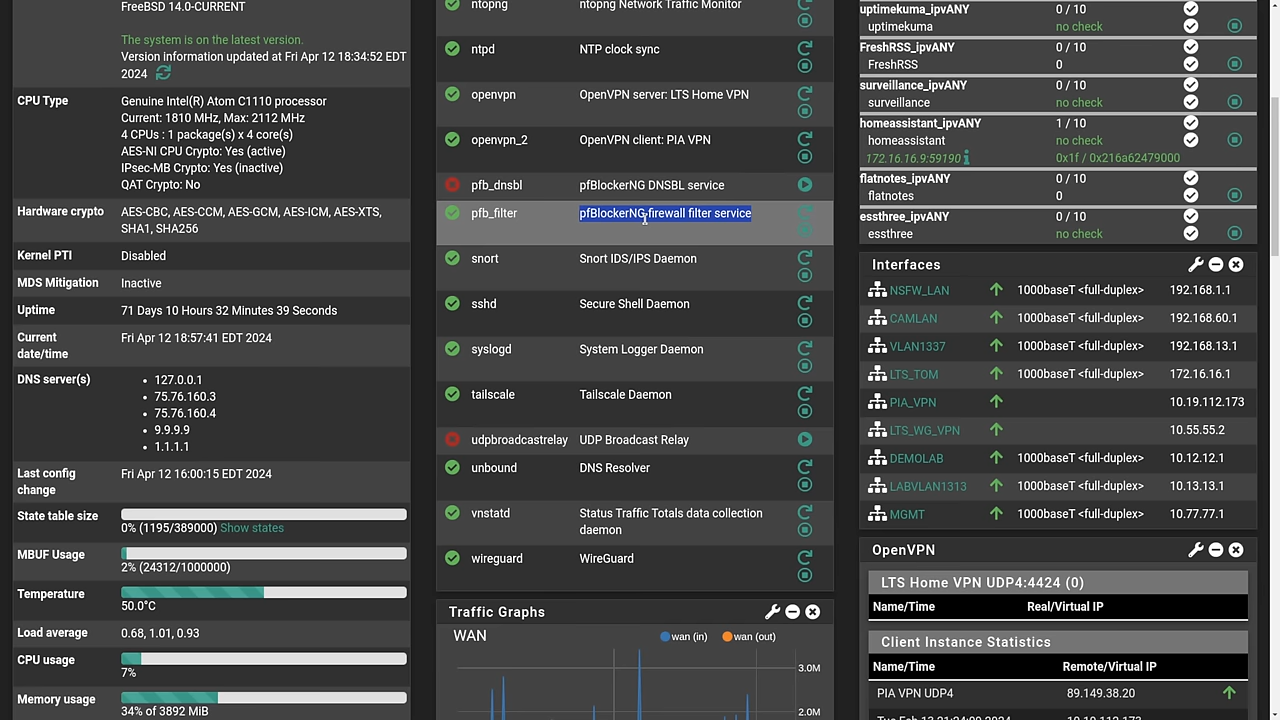 FreeBSD 14.0-CURRENT
The system is on the latest version.
Version information updated at Fri Apr 12 18:34:52 EDT
2024
CPU Type
Genuine Intel(R) Atom C1110 processor
Current: 1810 MHz, Max: 2112 MHz
4 CPUs : 1 package(s) x 4 core(s)
AES-NI CPU Crypto: Yes (active)
IPsec-MB Crypto: Yes (inactive)
QAT Crypto: No
Hardware crypto
AES-CBC, AES-CCM, AES-GCM, AES-ICM, AES-XTS,
SHA1, SHA256
Kernel PTI
Disabled
MDS Mitigation
Inactive
Uptime
71 Days 10 Hours 32 Minutes 39 Seconds
Current
date/time
Fri Apr 12 18:57:41 EDT 2024
DNS server(s)
127.0.0.1
75.76.160.3
75.76.160.4
9.9.9.9
1.1.1.1
Last config
change
Fri Apr 12 16:00:15 EDT 2024
State table size
0% (1195/389000) Show states
MBUF Usage
2% (24312/1000000)
Temperature
50.0°C
Load average
0.68, 1.01, 0.93
CPU usage
7%
Memory usage
34% of 3892 MiB
ntopng ntopng Network Traffic Monitor
ntpd NTP clock sync
openvpn OpenVPN server: LTS Home VPN
openvpn_2 OpenVPN client: PIA VPN
pfb_dnsbl pfBlockerNG DNSBL service
pfb_filter pfBlockerNG firewall filter service
snort Snort IDS/IPS Daemon
sshd Secure Shell Daemon
syslogd System Logger Daemon
tailscale Tailscale Daemon
udpbroadcastrelay UDP Broadcast Relay
unbound DNS Resolver
vnstatd Status Traffic Totals data collection
daemon
wireguard WireGuard
Traffic Graphs
WAN
wan (in) wan (out)
3.0M
2.0M
uptimekuma_ipvANY 0 / 10
uptimekuma no check
FreshRSS_ipvANY 0 / 10
FreshRSS 0
surveillance_ipvANY 0 / 10
surveillance no check
homeassistant_ipvANY 1 / 10
homeassistant no check
172.16.16.9:59190 0x1f / 0x216a62479000
flatnotes_ipvANY 0 / 10
flatnotes 0
essthree_ipvANY 0 / 10
essthree no check
Interfaces
NSFW_LAN 1000baseT <full-duplex> 192.168.1.1
CAMLAN 1000baseT <full-duplex> 192.168.60.1
VLAN1337 1000baseT <full-duplex> 192.168.13.1
LTS_TOM 1000baseT <full-duplex> 172.16.16.1
PIA_VPN 10.19.112.173
LTS_WG_VPN 10.55.55.2
DEMOLAB 1000baseT <full-duplex> 10.12.12.1
LABVLAN1313 1000baseT <full-duplex> 10.13.13.1
MGMT 1000baseT <full-duplex> 10.77.77.1
OpenVPN
LTS Home VPN UDP4:4424 (0)
Name/Time Real/Virtual IP
Client Instance Statistics
Name/Time Remote/Virtual IP
PIA VPN UDP4 89.149.38.20